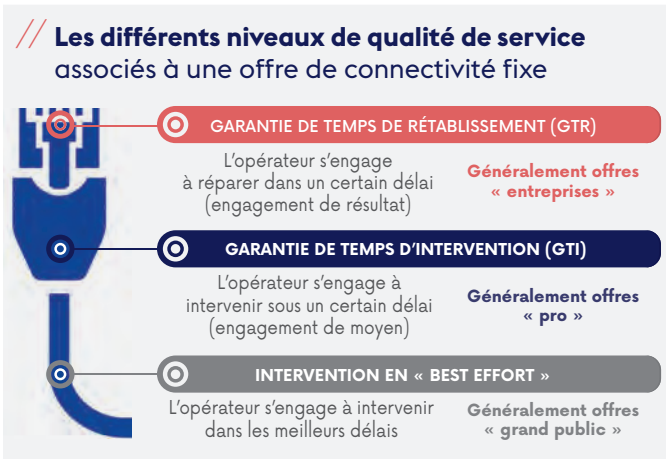 // Les différents niveaux de qualité de service
associés à une offre de connectivité fixe
GARANTIE DE TEMPS DE RÉTABLISSEMENT (GTR)
L’opérateur s’engage
à réparer dans un certain délai
(engagement de résultat)
Généralement offres
« entreprises »
GARANTIE DE TEMPS D’INTERVENTION (GTI)
L’opérateur s’engage à
intervenir sous un certain délai
(engagement de moyen)
Généralement offres
« pro »
INTERVENTION EN « BEST EFFORT »
L’opérateur s’engage à intervenir
dans les meilleurs délais
Généralement offres
« grand public »